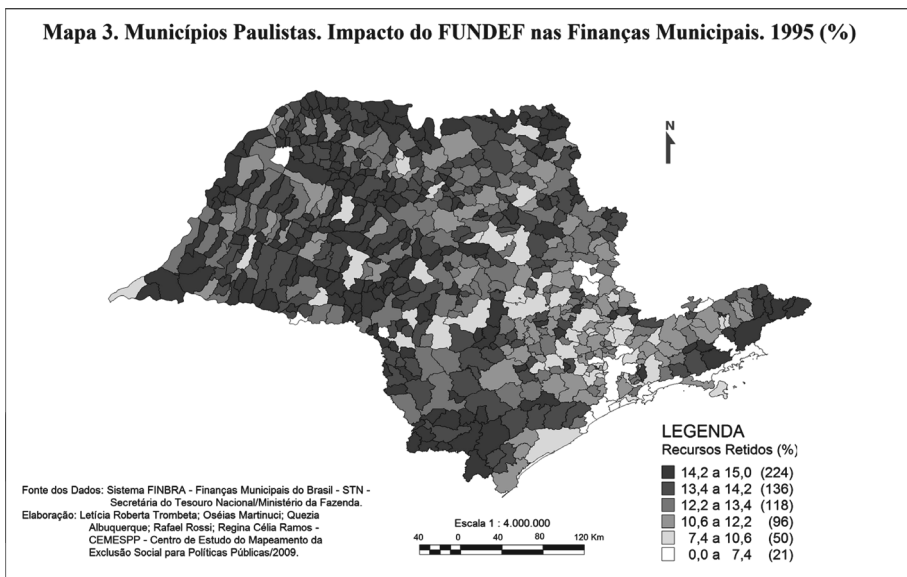 Mapa 3. Municípios Paulistas. Impacto do FUNDEF nas Finanças Municipais. 1995 (%)
N
LEGENDA
Recursos Retidos (%)
14,2 a 15,0 (224)
13,4 a 14,2 (136)
12,2 a 13,4 (118)
10,6 a 12,2 (96)
7,4 a 10,6 (50)
0,0 a 7,4 (21)
Fonte dos Dados: Sistema FINBRA - Finanças Municipais do Brasil - STN -
Secretária do Tesouro Nacional/Ministério da Fazenda.
Elaboração: Letícia Roberta Trombeta; Oséias Martinuci; Quezia
Albuquerque; Rafael Rossi; Regina Célia Ramos -
CEMESPP - Centro de Estudo do Mapeamento da
Exclusão Social para Políticas Públicas/2009.
Escala 1 : 4.000.000
40 0 40 80 120 Km